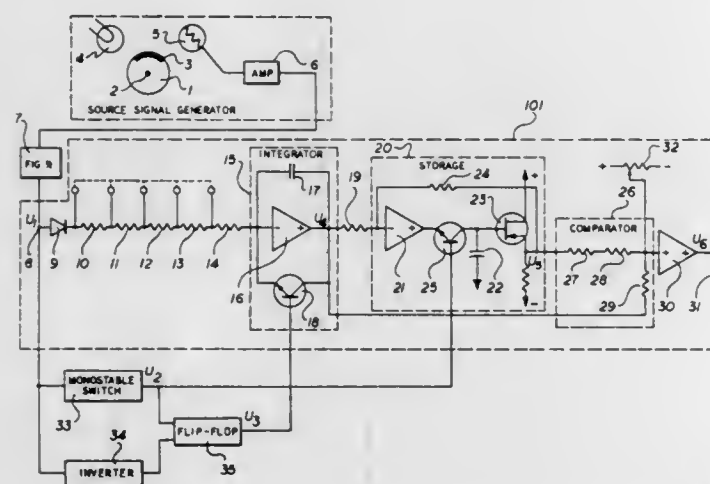 4
5
3
6
AMP
2
1
SOURCE SIGNAL GENERATOR
7
FIG 9
101
15
INTEGRATOR
17
20
STORAGE
24
23
32
+
26
COMPARATOR
U1
8
9
10
11
12
13
14
-
+
16
18
19
-
+
21
25
22
U5
-
27
28
29
+
+
30
U6
31
MONOSTABLE
SWITCH
33
U2
FLIP-FLOP
35
U3
34
INVERTER